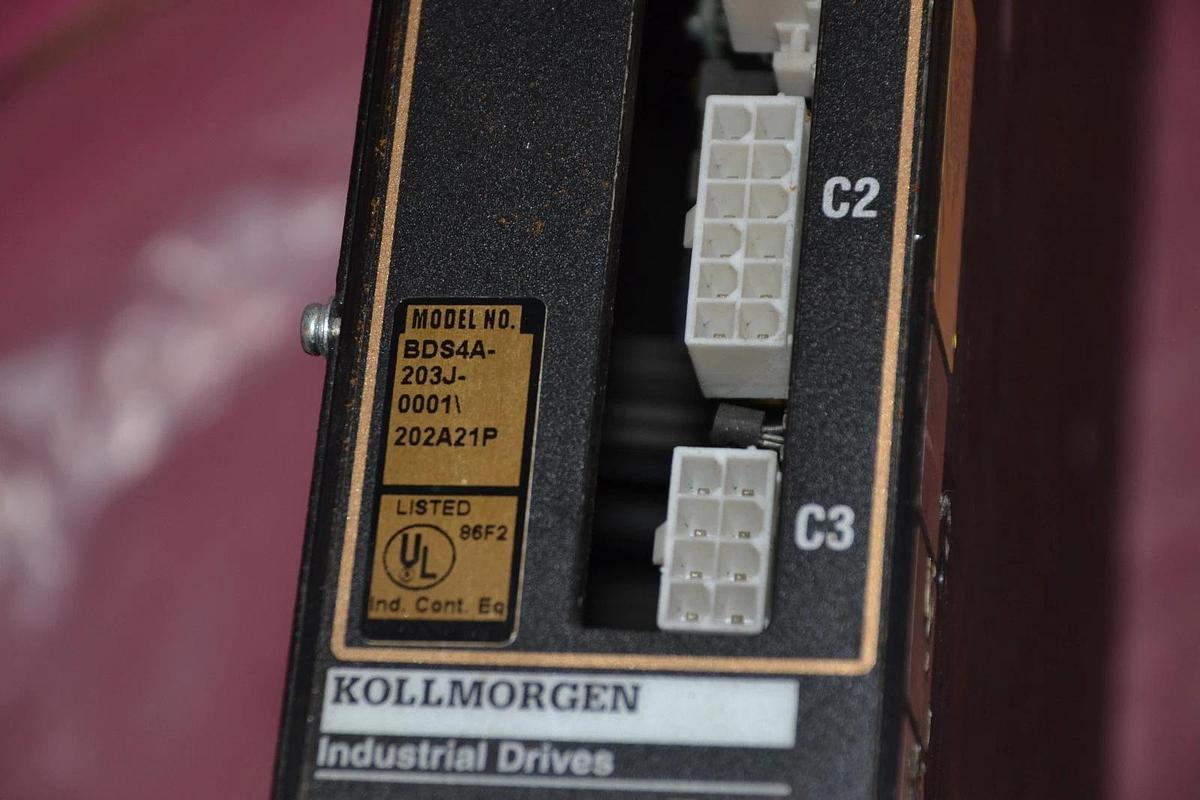 C2
MODEL NO.
BDS4A-
203J-
0001\
202A21P
LISTED
86F2
UL
®
Ind. Cont. Eq
C3
KOLLMORGEN
Industrial Drives